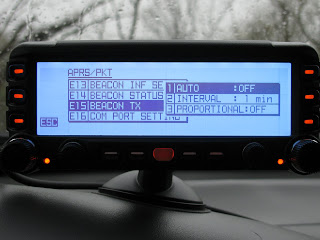 APRS/PKT
E13 BEACON INF SE
E14 BEACON STATUS
E15 BEACON TX
E16 COM PORT SETTING
1 AUTO :OFF
2 INTERVAL : 1 min
3 PROPORTIONAL:OFF
ESC